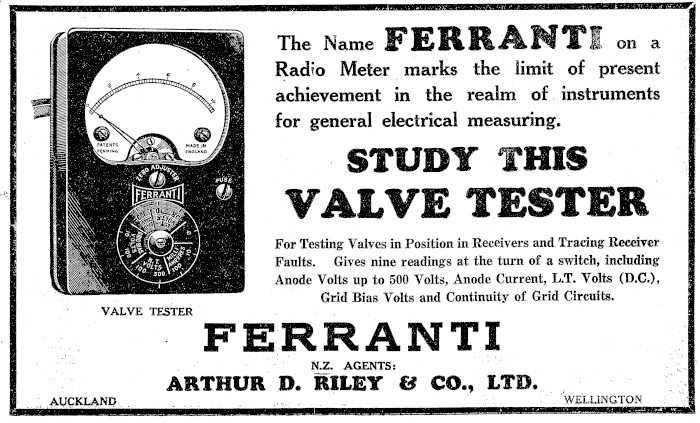 The Name FERRANTI on a
Radio Meter marks the limit of present
achievement in the realm of instruments
for general electrical measuring.
STUDY THIS
VALVE TESTER
For Testing Valves in Position in Receivers and Tracing Receiver
Faults. Gives nine readings at the turn of a switch, including
Anode Volts up to 500 Volts, Anode Current, L.T. Volts (D.C.),
Grid Bias Volts and Continuity of Grid Circuits.
PATENTS
PENDING
MADE IN
ENGLAND
ZERO ADJUSTER
FERRANTI
FUSE
VALVE TESTER
FERRANTI
N.Z. AGENTS:
ARTHUR D. RILEY & CO., LTD.
AUCKLAND
WELLINGTON